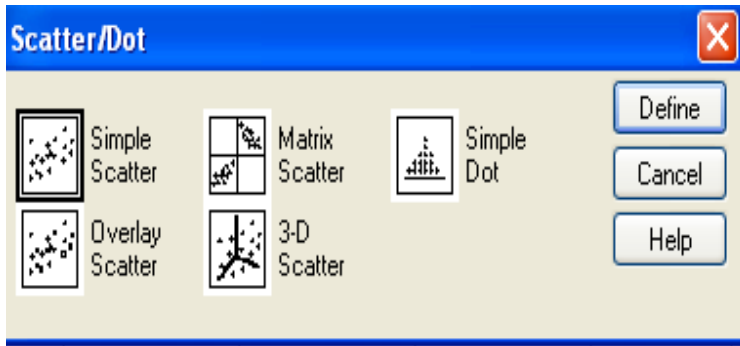 Scatter/Dot
Simple
Scatter
Matrix
Scatter
Simple
Dot
Overlay
Scatter
3-D
Scatter
Define
Cancel
Help